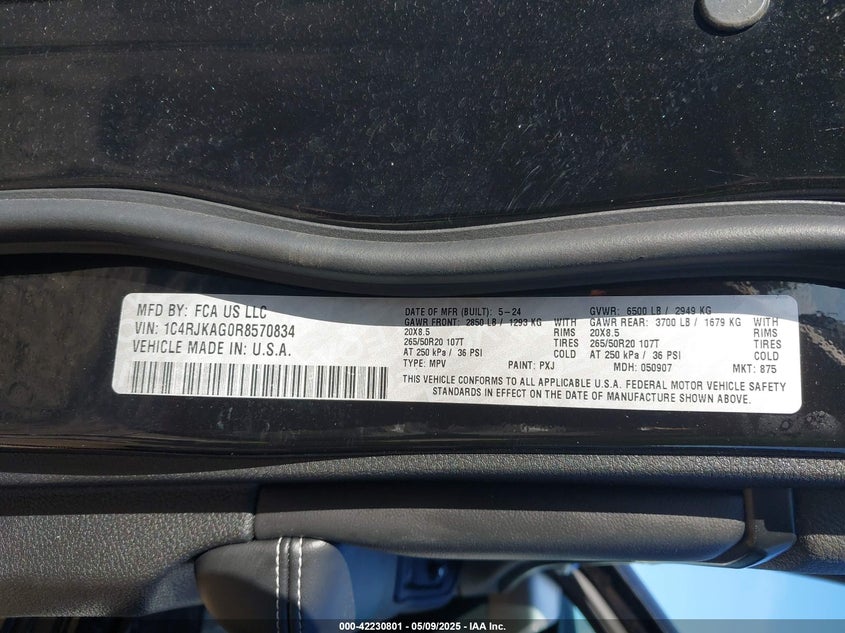 MFD BY: FCA US LLC
VIN: 1C4RJKAG0R8570834
VEHICLE MADE IN: U.S.A.
DATE OF MFR (BUILT): 5-24 GVWR: 6500 LB / 2949 KG
GAWR FRONT: 2850 LB / 1293 KG WITH GAWR REAR: 3700 LB / 1679 KG WITH
20X8.5 RIMS 20X8.5 RIMS
265/50R20 107T TIRES 265/50R20 107T TIRES
AT 250 kPa / 36 PSI COLD AT 250 kPa / 36 PSI COLD
TYPE: MPV PAINT: PXJ MDH: 050907 MKT: 875
THIS VEHICLE CONFORMS TO ALL APPLICABLE U.S.A. FEDERAL MOTOR VEHICLE SAFETY
STANDARDS IN EFFECT ON THE DATE OF MANUFACTURE SHOWN ABOVE.
000-42230801 - 05/09/2025 - IAA Inc.